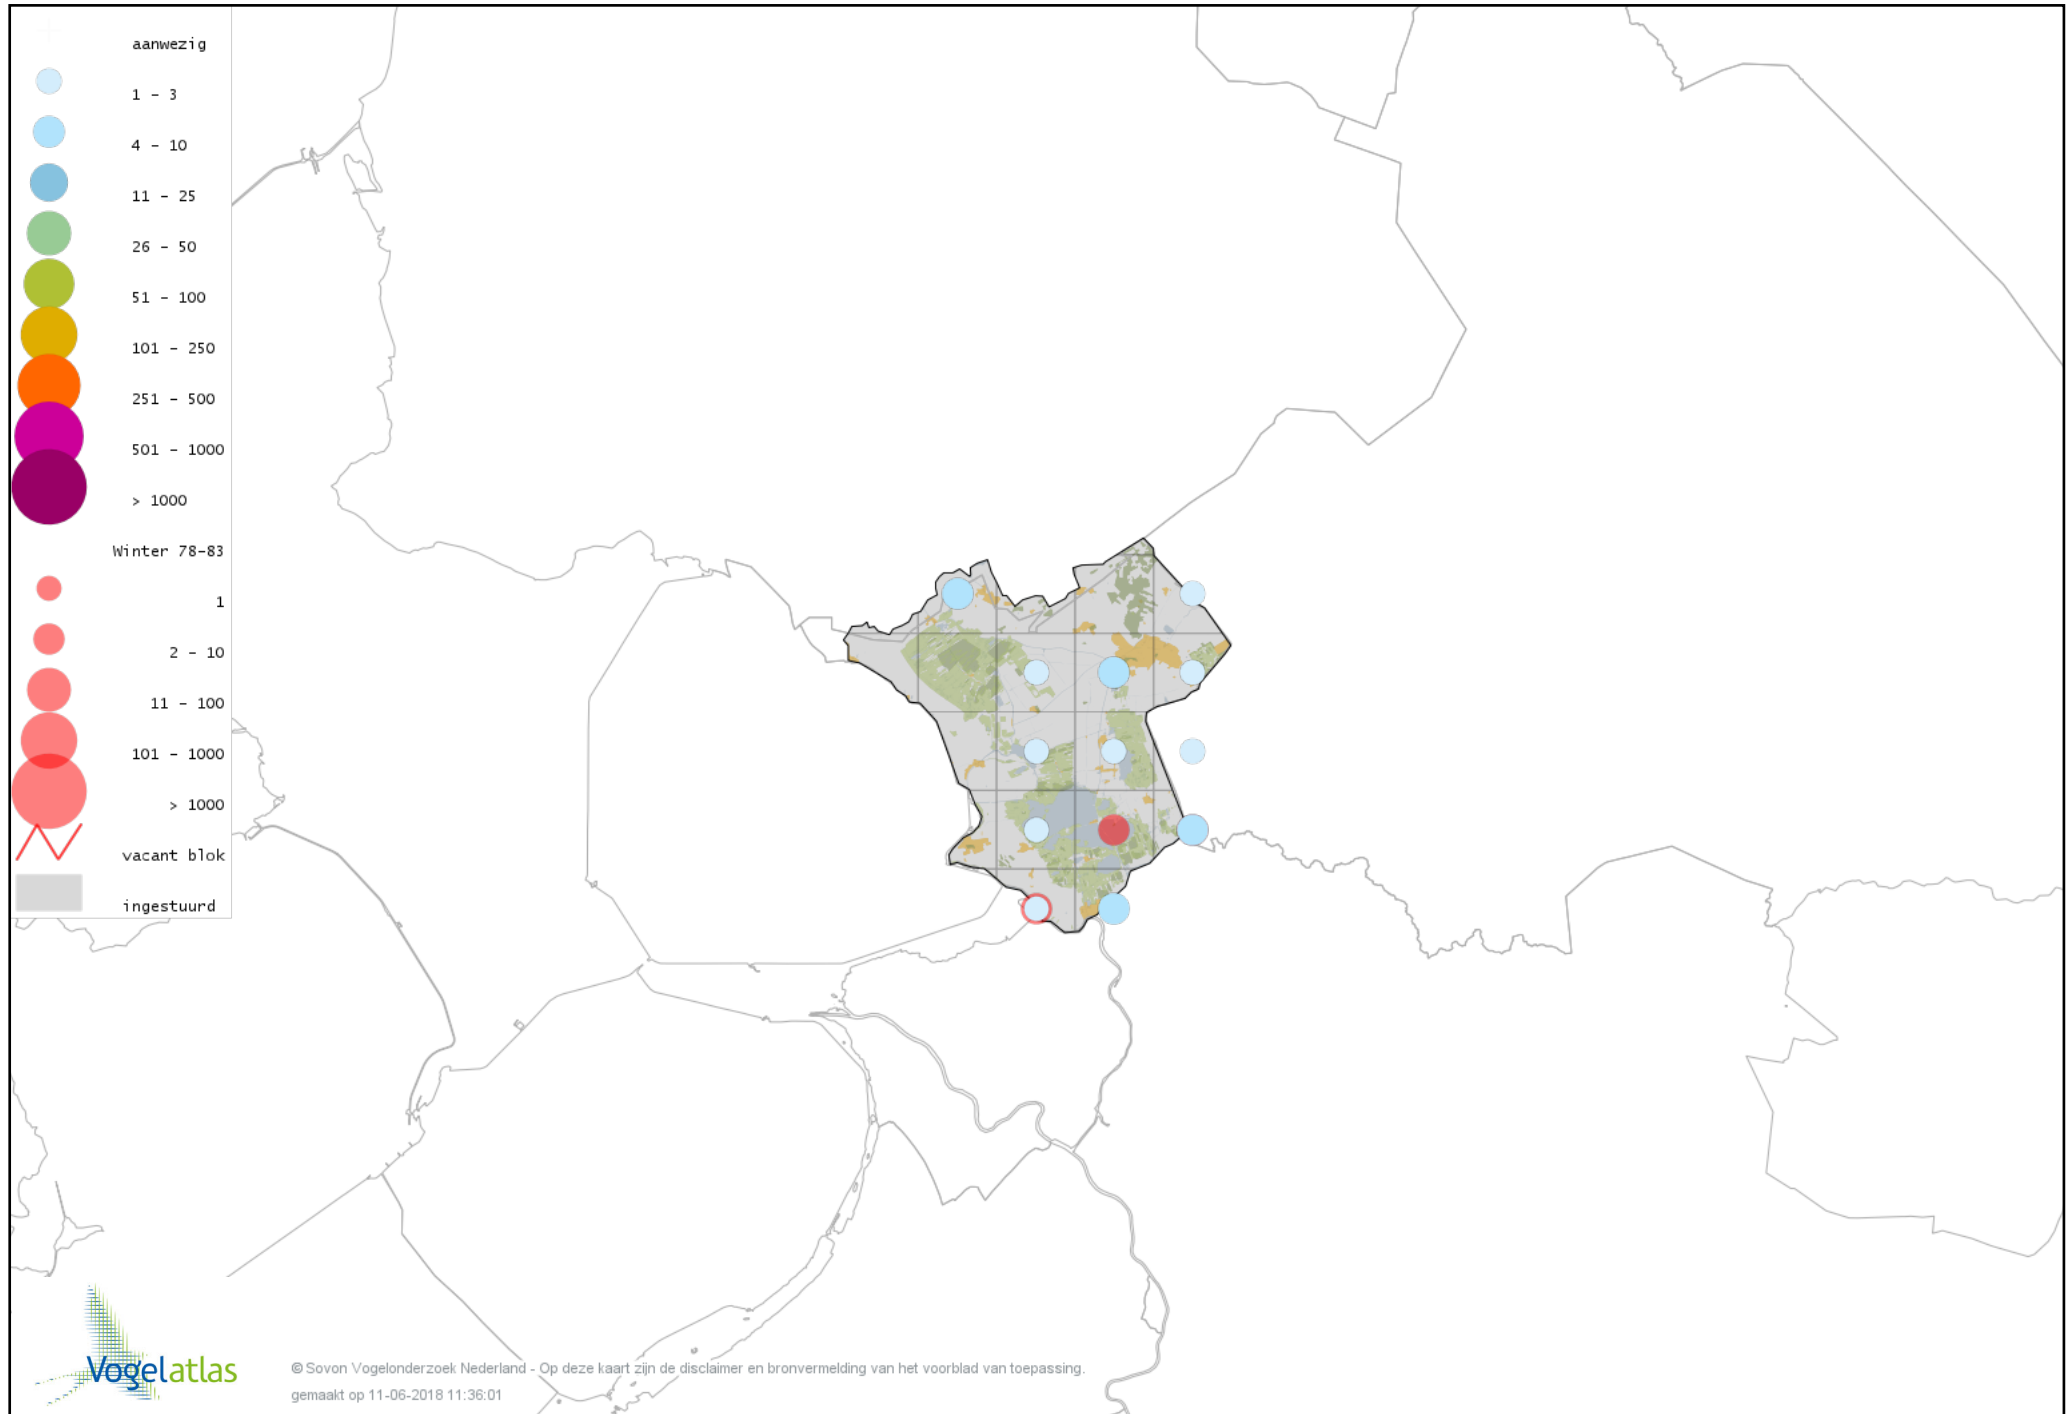 aanwezig
1 - 3
4 - 10
11 - 25
26 - 50
51 - 100
101 - 250
251 - 500
501 - 1000
> 1000
Winter 78-83
1
2 - 10
11 - 100
101 - 1000
> 1000
vacant blok
ingestuurd
Vogelatlas
© Sovon Vogelonderzoek Nederland - Op deze kaart zijn de disclaimer en bronvermelding van het voorblad van toepassing.
gemaakt op 11-06-2018 11:36:01